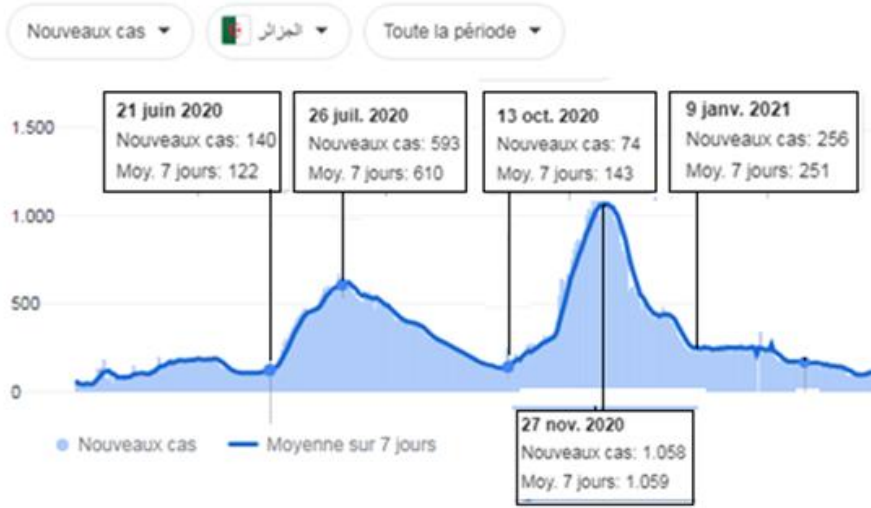 Nouveaux cas
الجزائر
Toute la période
21 juin 2020
Nouveaux cas: 140
Moy. 7 jours: 122
26 juil. 2020
Nouveaux cas: 593
Moy. 7 jours: 610
13 oct. 2020
Nouveaux cas: 74
Moy. 7 jours: 143
9 janv. 2021
Nouveaux cas: 256
Moy. 7 jours: 251
1.500
1.000
500
0
27 nov. 2020
Nouveaux cas: 1.058
Moy. 7 jours: 1.059
Nouveaux cas
Moyenne sur 7 jours